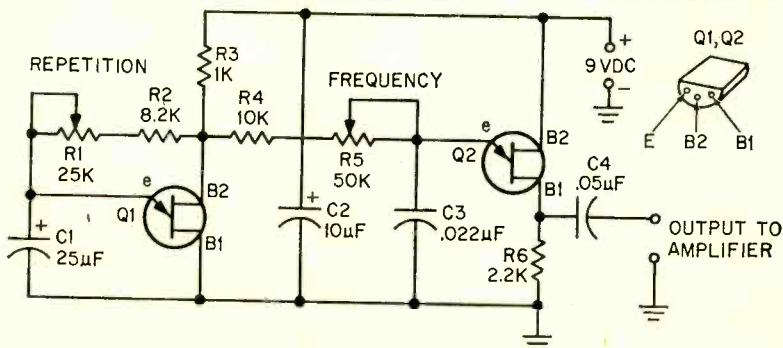 REPETITION
R1
25K
R2
8.2K
R3
1K
R4
10K
FREQUENCY
R5
50K
e
Q1
B2
B1
+
C1
25µF
+
C2
10µF
C3
.022µF
e
Q2
B2
B1
R6
2.2K
C4
.05µF
+
9 VDC
-
Q1, Q2
E
B2
B1
OUTPUT TO
AMPLIFIER